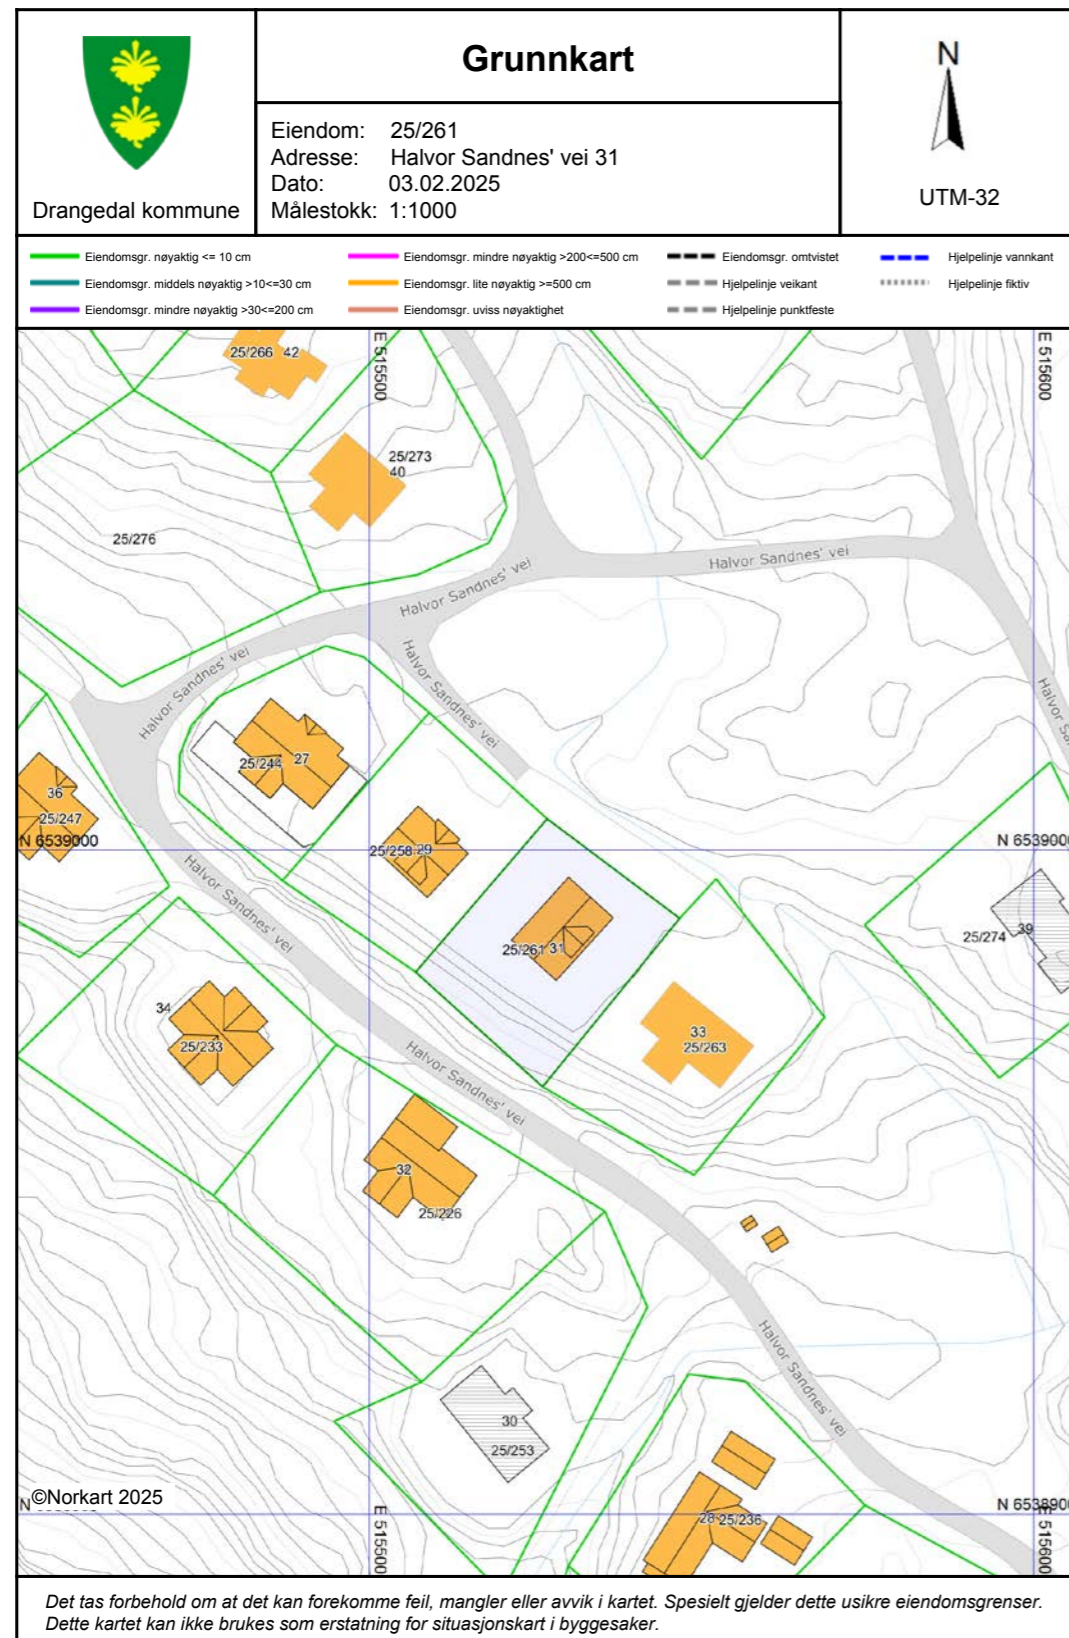 Grunnkart
N
Eiendom: 25/261
Adresse: Halvor Sandnes' vei 31
Dato: 03.02.2025
Målestokk: 1:1000
Drangedal kommune
UTM-32
Eiendomsgr. nøyaktig <= 10 cm
Eiendomsgr. middels nøyaktig >10<=30 cm
Eiendomsgr. mindre nøyaktig >30<=200 cm
Eiendomsgr. mindre nøyaktig >200<=500 cm
Eiendomsgr. lite nøyaktig >=500 cm
Eiendomsgr. uviss nøyaktighet
Eiendomsgr. omtvistet
Hjelpelinje veikant
Hjelpelinje punktfeste
Hjelpelinje vannkant
Hjelpelinje fiktiv
E 515500
E 515600
25/266 42
25/273
40
25/276
Halvor Sandnes' vei
Halvor Sandnes' vei
Halvor Sandnes' vei
Halvor Sandnes' vei
Halvor Sa
25/244 27
36
25/247
N 6539000
N 6539000
25/258 29
Halvor Sandnes' vei
25/261 31
25/274 39
34
25/233
33
25/263
Halvor Sandnes' vei
32
25/226
Halvor Sandnes' vei
30
25/253
©Norkart 2025
N
N 6538900
28 25/236
E 515500
E 515600
Det tas forbehold om at det kan forekomme feil, mangler eller avvik i kartet. Spesielt gjelder dette usikre eiendomsgrenser.
Dette kartet kan ikke brukes som erstatning for situasjonskart i byggesaker.